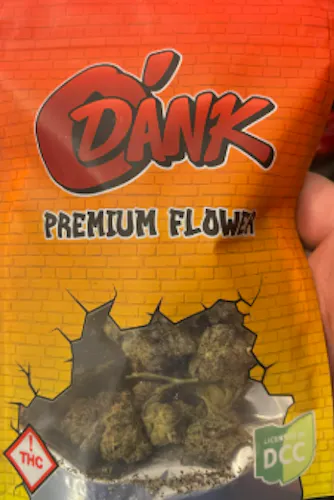 DANK
PREMIUM FLOWER
!
THC
LICENSED BY
DCC